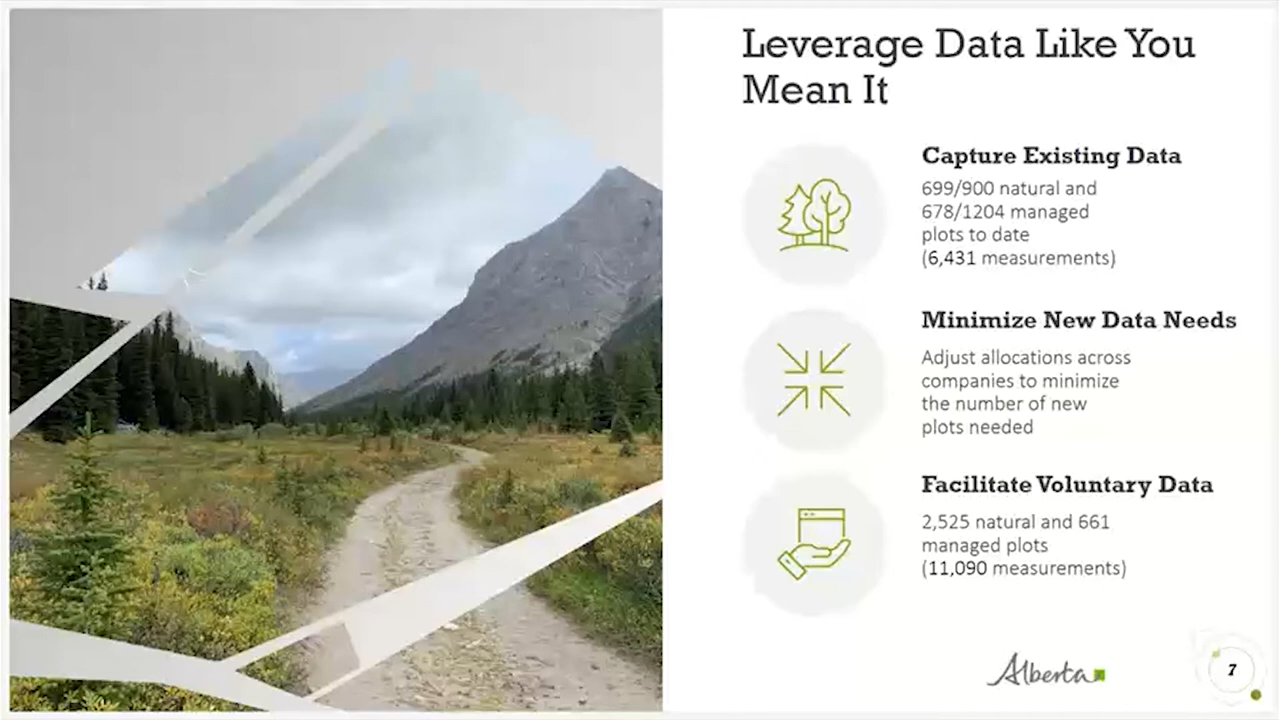 Leverage Data Like You
Mean It
Capture Existing Data
699/900 natural and
678/1204 managed
plots to date
(6,431 measurements)
Minimize New Data Needs
Adjust allocations across
companies to minimize
the number of new
plots needed
Facilitate Voluntary Data
2,525 natural and 661
managed plots
(11,090 measurements)
Alberta
7